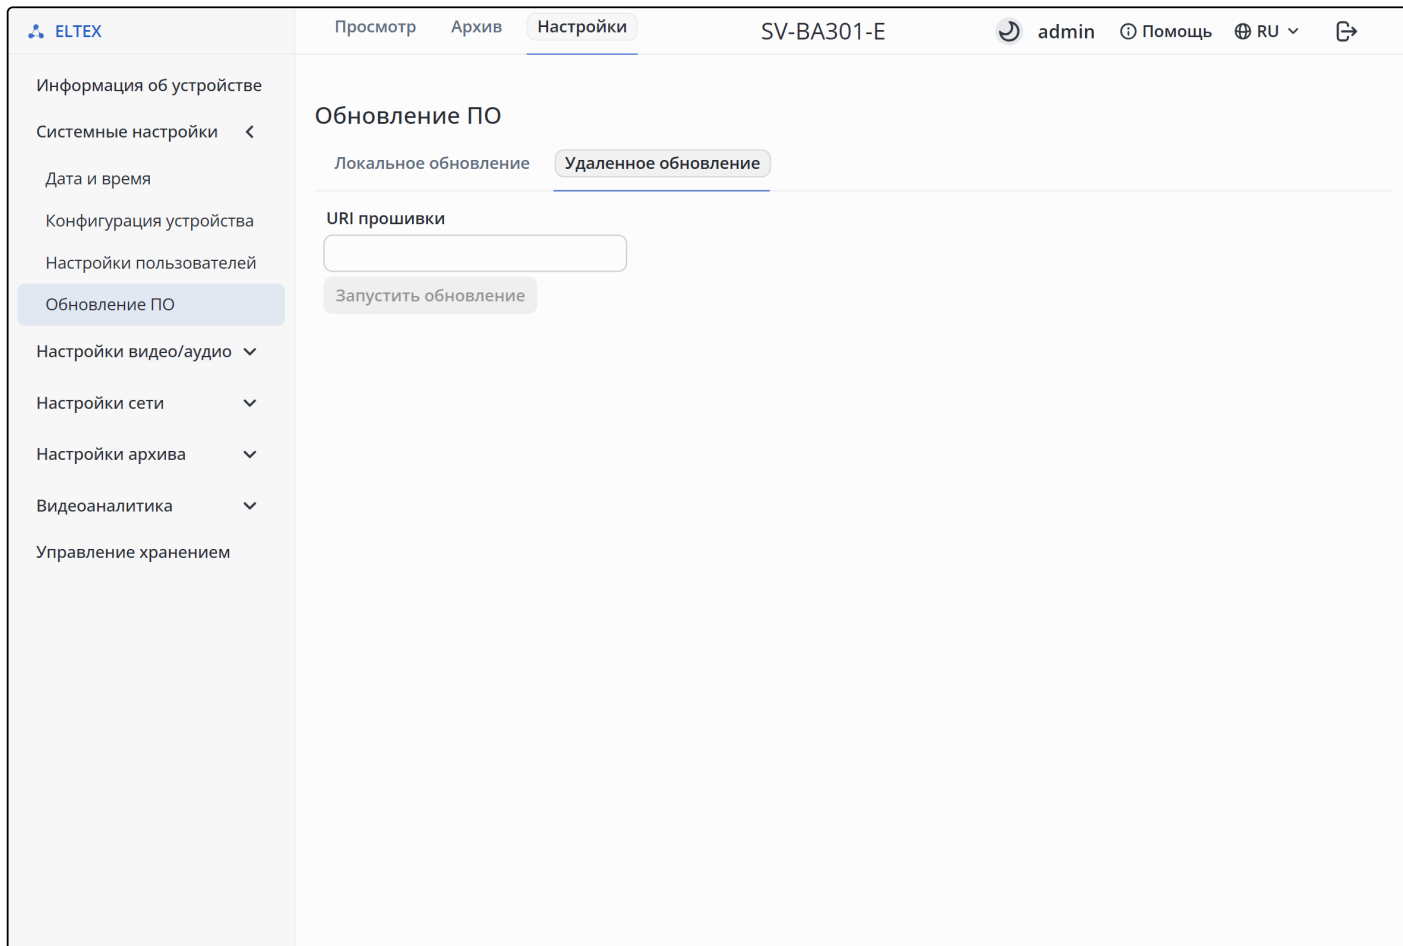 ELTEX
Просмотр Архив Настройки SV-BA301-E admin Помощь RU
Информация об устройстве
Системные настройки
Дата и время
Конфигурация устройства
Настройки пользователей
Обновление ПО
Настройки видео/аудио
Настройки сети
Настройки архива
Видеоаналитика
Управление хранением
Обновление ПО
Локальное обновление Удаленное обновление
URI прошивки
Запустить обновление